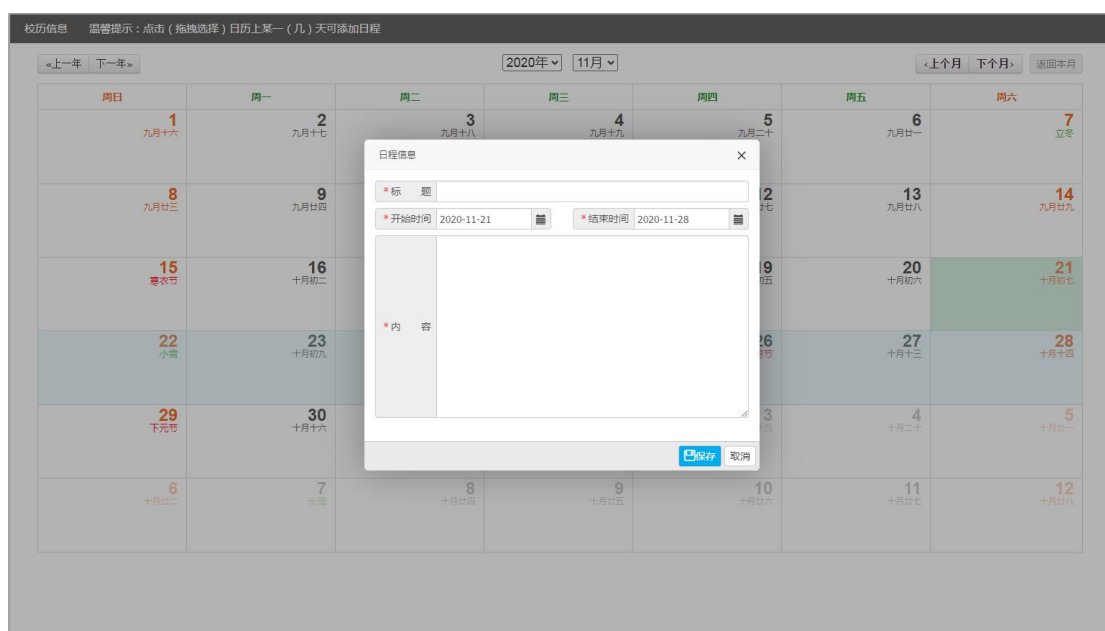 校历信息 温馨提示：点击（拖拽选择）日历上某一（几）天可添加日程
«上一年 下一年» 2020年 11月 ‹上个月 下个月› 返回本月
周日 周一 周二 周三 周四 周五 周六
1 2 3 4 5 6 7
九月十六 九月十七 九月十八 九月十九 九月二十 九月廿一 立冬
日程信息 ×
*标 题
8 9 12 13 14
九月廿三 九月廿四 廿七 九月廿八 九月廿九
*开始时间 2020-11-21 *结束时间 2020-11-28
15 16 19 20 21
寒衣节 十月初二 初五 十月初六 十月初七
*内 容
22 23 26 27 28
小雪 十月初九 十月十三 十月十四
29 30 3 4 5
下元节 十月十六 十九 十月二十 十月廿一
保存 取消
6 7 8 9 10 11 12
十月廿二 大雪 十月廿四 十月廿五 十月廿六 十月廿七 十月廿八